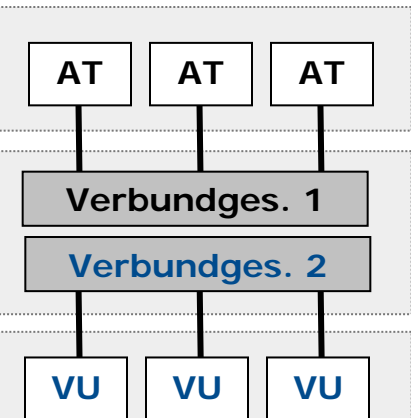 AT AT AT
Verbundges. 1
Verbundges. 2
VU VU VU